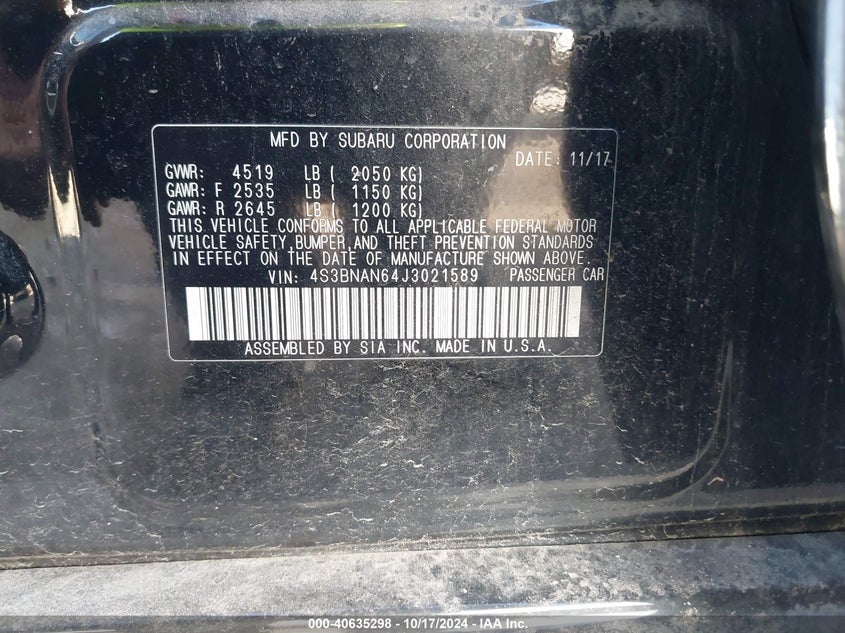 MFD BY SUBARU CORPORATION
DATE: 11/17
GVWR: 4519 LB ( 2050 KG)
GAWR: F 2535 LB ( 1150 KG)
GAWR: R 2645 LB ( 1200 KG)
THIS VEHICLE CONFORMS TO ALL APPLICABLE FEDERAL MOTOR
VEHICLE SAFETY, BUMPER, AND THEFT PREVENTION STANDARDS
IN EFFECT ON THE DATE OF MANUFACTURE SHOWN ABOVE.
VIN: 4S3BNAN64J3021589 PASSENGER CAR
ASSEMBLED BY SIA INC. MADE IN U.S.A.
000-40635298 - 10/17/2024 - IAA Inc.